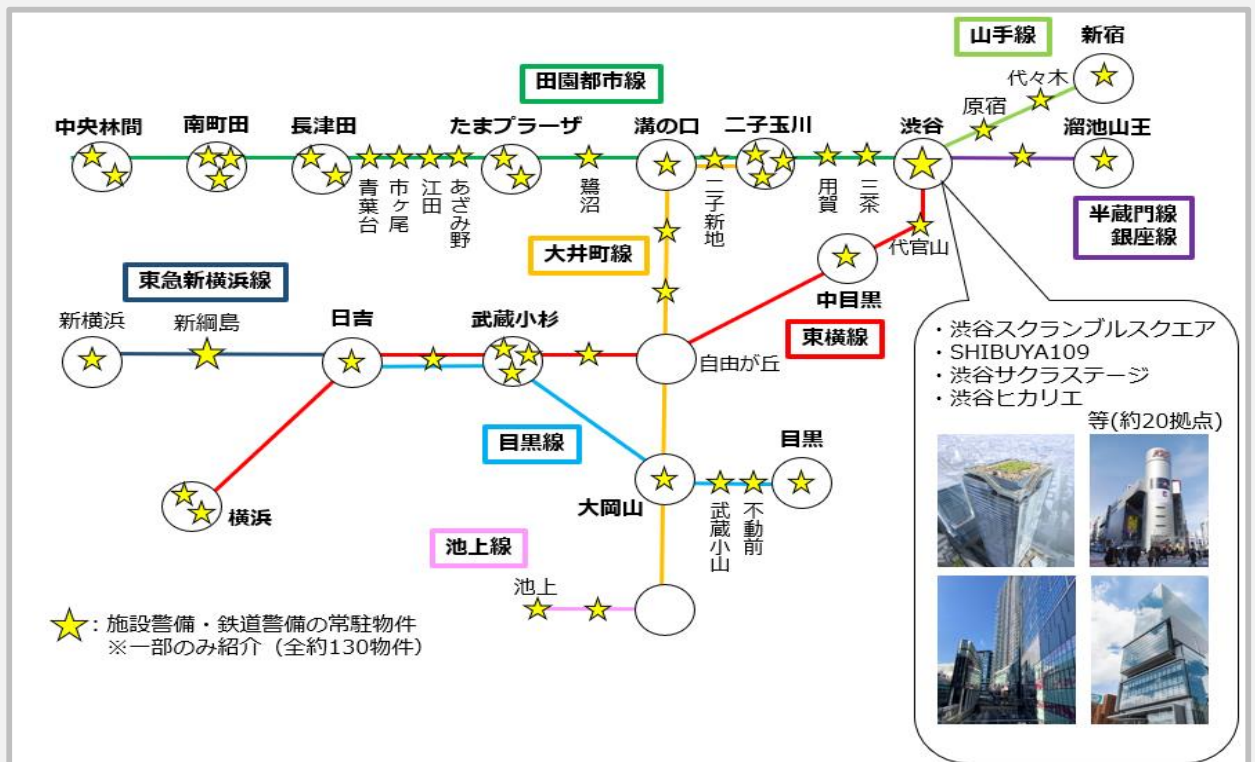 山手線
新宿
代々木
原宿
田園都市線
中央林間
南町田
長津田
たまプラーザ
溝の口
二子玉川
渋谷
溜池山王
青葉台
市ヶ尾
江田
あざみ野
鷺沼
二子新地
用賀
三茶
半蔵門線
銀座線
代官山
大井町線
中目黒
東急新横浜線
東横線
新横浜
新綱島
日吉
武蔵小杉
自由が丘
・渋谷スクランブルスクエア
・SHIBUYA109
・渋谷サクラステージ
・渋谷ヒカリエ
等(約20拠点)
目黒線
目黒
大岡山
武蔵小山
不動前
横浜
池上線
池上
：施設警備・鉄道警備の常駐物件
※一部のみ紹介（全約130物件）